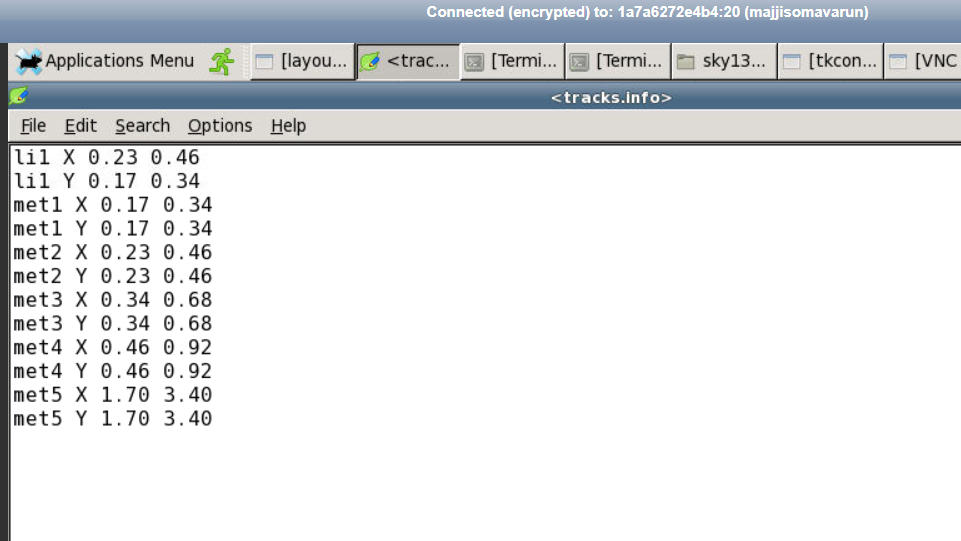 Connected (encrypted) to: 1a7a6272e4b4:20 (majjisomavarun)
Applications Menu [layou... <trac... [Termi... [Termi... sky13... [tkcon... [VNC
<tracks.info>
File Edit Search Options Help
li1 X 0.23 0.46
li1 Y 0.17 0.34
met1 X 0.17 0.34
met1 Y 0.17 0.34
met2 X 0.23 0.46
met2 Y 0.23 0.46
met3 X 0.34 0.68
met3 Y 0.34 0.68
met4 X 0.46 0.92
met4 Y 0.46 0.92
met5 X 1.70 3.40
met5 Y 1.70 3.40